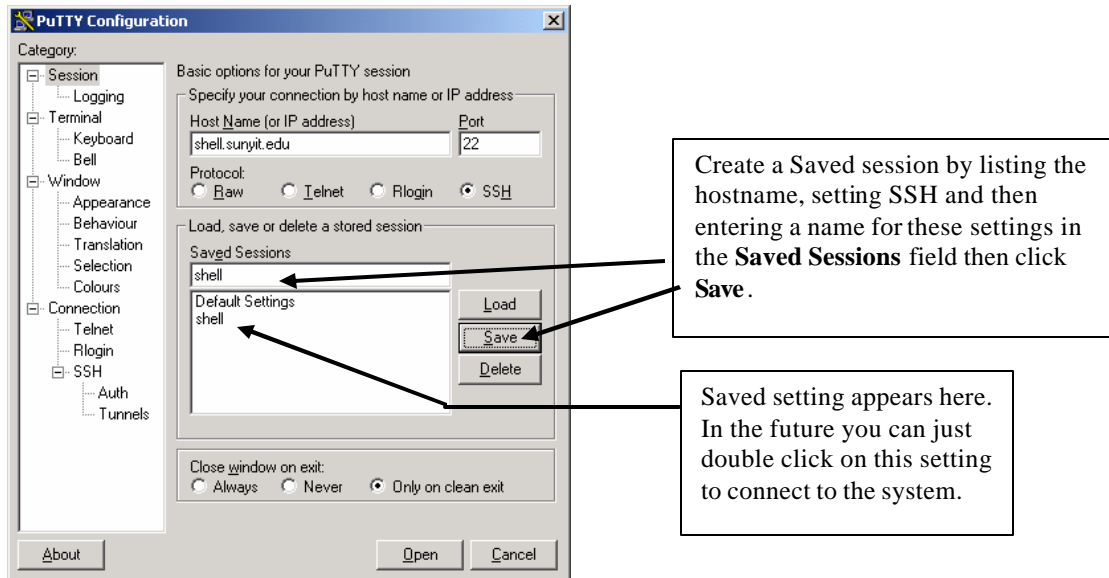 PuTTY Configuration
Category:
Session
Logging
Terminal
Keyboard
Bell
Window
Appearance
Behaviour
Translation
Selection
Colours
Connection
Telnet
Rlogin
SSH
Auth
Tunnels
Basic options for your PuTTY session
Specify your connection by host name or IP address
Host Name (or IP address) Port
shell.sunyit.edu 22
Protocol:
Raw Telnet Rlogin SSH
Load, save or delete a stored session
Saved Sessions
shell
Default Settings
shell
Load
Save
Delete
Close window on exit:
Always Never Only on clean exit
About Open Cancel
Create a Saved session by listing the
hostname, setting SSH and then
entering a name for these settings in
the Saved Sessions field then click
Save.
Saved setting appears here.
In the future you can just
double click on this setting
to connect to the system.